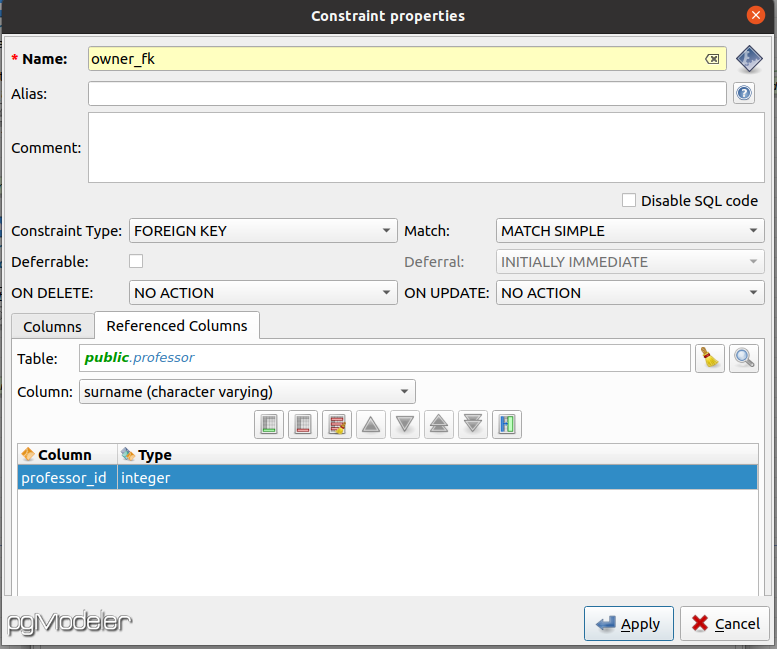 Constraint properties
* Name: owner_fk
Alias:
Comment:
Disable SQL code
Constraint Type: FOREIGN KEY Match: MATCH SIMPLE
Deferrable: Deferral: INITIALLY IMMEDIATE
ON DELETE: NO ACTION ON UPDATE: NO ACTION
Columns Referenced Columns
Table: public.professor
Column: surname (character varying)
Column Type
professor_id integer
pgModeler Apply Cancel